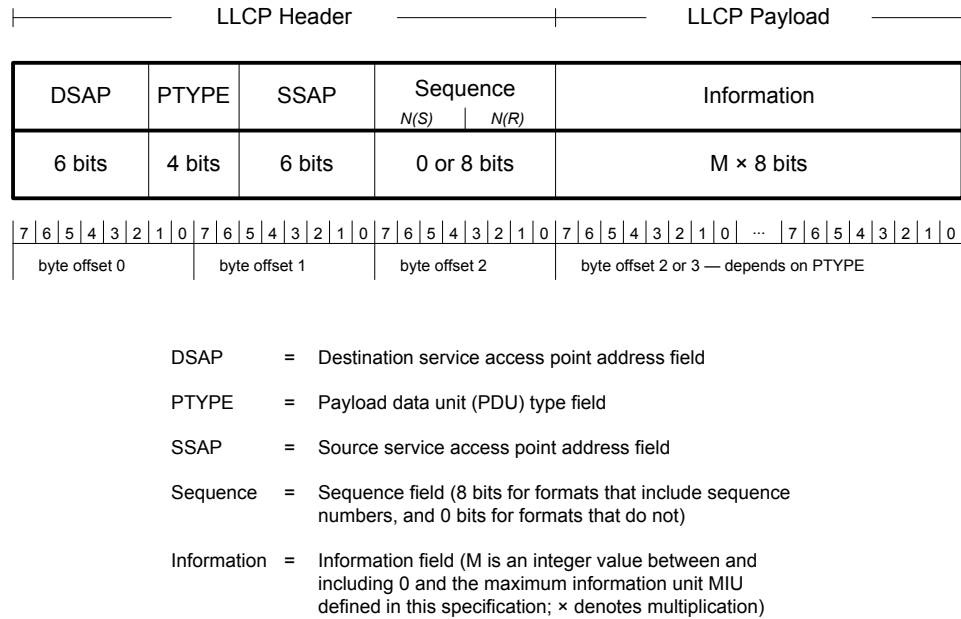 LLCP Header LLCP Payload
DSAP PTYPE SSAP Sequence Information
N(S) N(R)
6 bits 4 bits 6 bits 0 or 8 bits M × 8 bits
7 6 5 4 3 2 1 0 7 6 5 4 3 2 1 0 7 6 5 4 3 2 1 0 7 6 5 4 3 2 1 0 ... 7 6 5 4 3 2 1 0
byte offset 0 byte offset 1 byte offset 2 byte offset 2 or 3 — depends on PTYPE
DSAP = Destination service access point address field
PTYPE = Payload data unit (PDU) type field
SSAP = Source service access point address field
Sequence = Sequence field (8 bits for formats that include sequence
numbers, and 0 bits for formats that do not)
Information = Information field (M is an integer value between and
including 0 and the maximum information unit MIU
defined in this specification; × denotes multiplication)